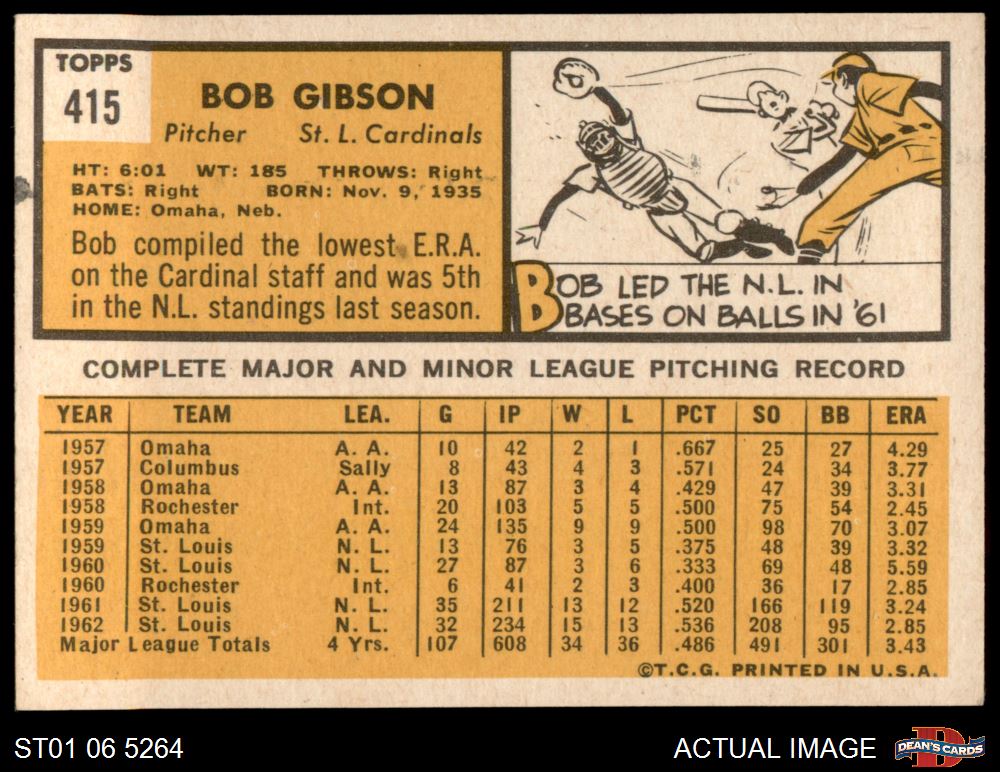 TOPPS
415
BOB GIBSON
Pitcher St. L. Cardinals
HT: 6:01 WT: 185 THROWS: Right
BATS: Right BORN: Nov. 9, 1935
HOME: Omaha, Neb.
Bob compiled the lowest E.R.A.
on the Cardinal staff and was 5th
in the N.L. standings last season.
BOB LED THE N.L. IN
BASES ON BALLS IN '61
COMPLETE MAJOR AND MINOR LEAGUE PITCHING RECORD
YEAR TEAM LEA. G IP W L PCT SO BB ERA
1957 Omaha A. A. 10 42 2 1 .667 25 27 4.29
1957 Columbus Sally 8 43 4 3 .571 24 34 3.77
1958 Omaha A. A. 13 87 3 4 .429 47 39 3.31
1958 Rochester Int. 20 103 5 5 .500 75 54 2.45
1959 Omaha A. A. 24 135 9 9 .500 98 70 3.07
1959 St. Louis N. L. 13 76 3 5 .375 48 39 3.32
1960 St. Louis N. L. 27 87 3 6 .333 69 48 5.59
1960 Rochester Int. 6 41 2 3 .400 36 17 2.85
1961 St. Louis N. L. 35 211 13 12 .520 166 119 3.24
1962 St. Louis N. L. 32 234 15 13 .536 208 95 2.85
Major League Totals 4 Yrs. 107 608 34 36 .486 491 301 3.43
©T.C.G. PRINTED IN U.S.A.
ST01 06 5264
ACTUAL IMAGE
DEAN'S CARDS